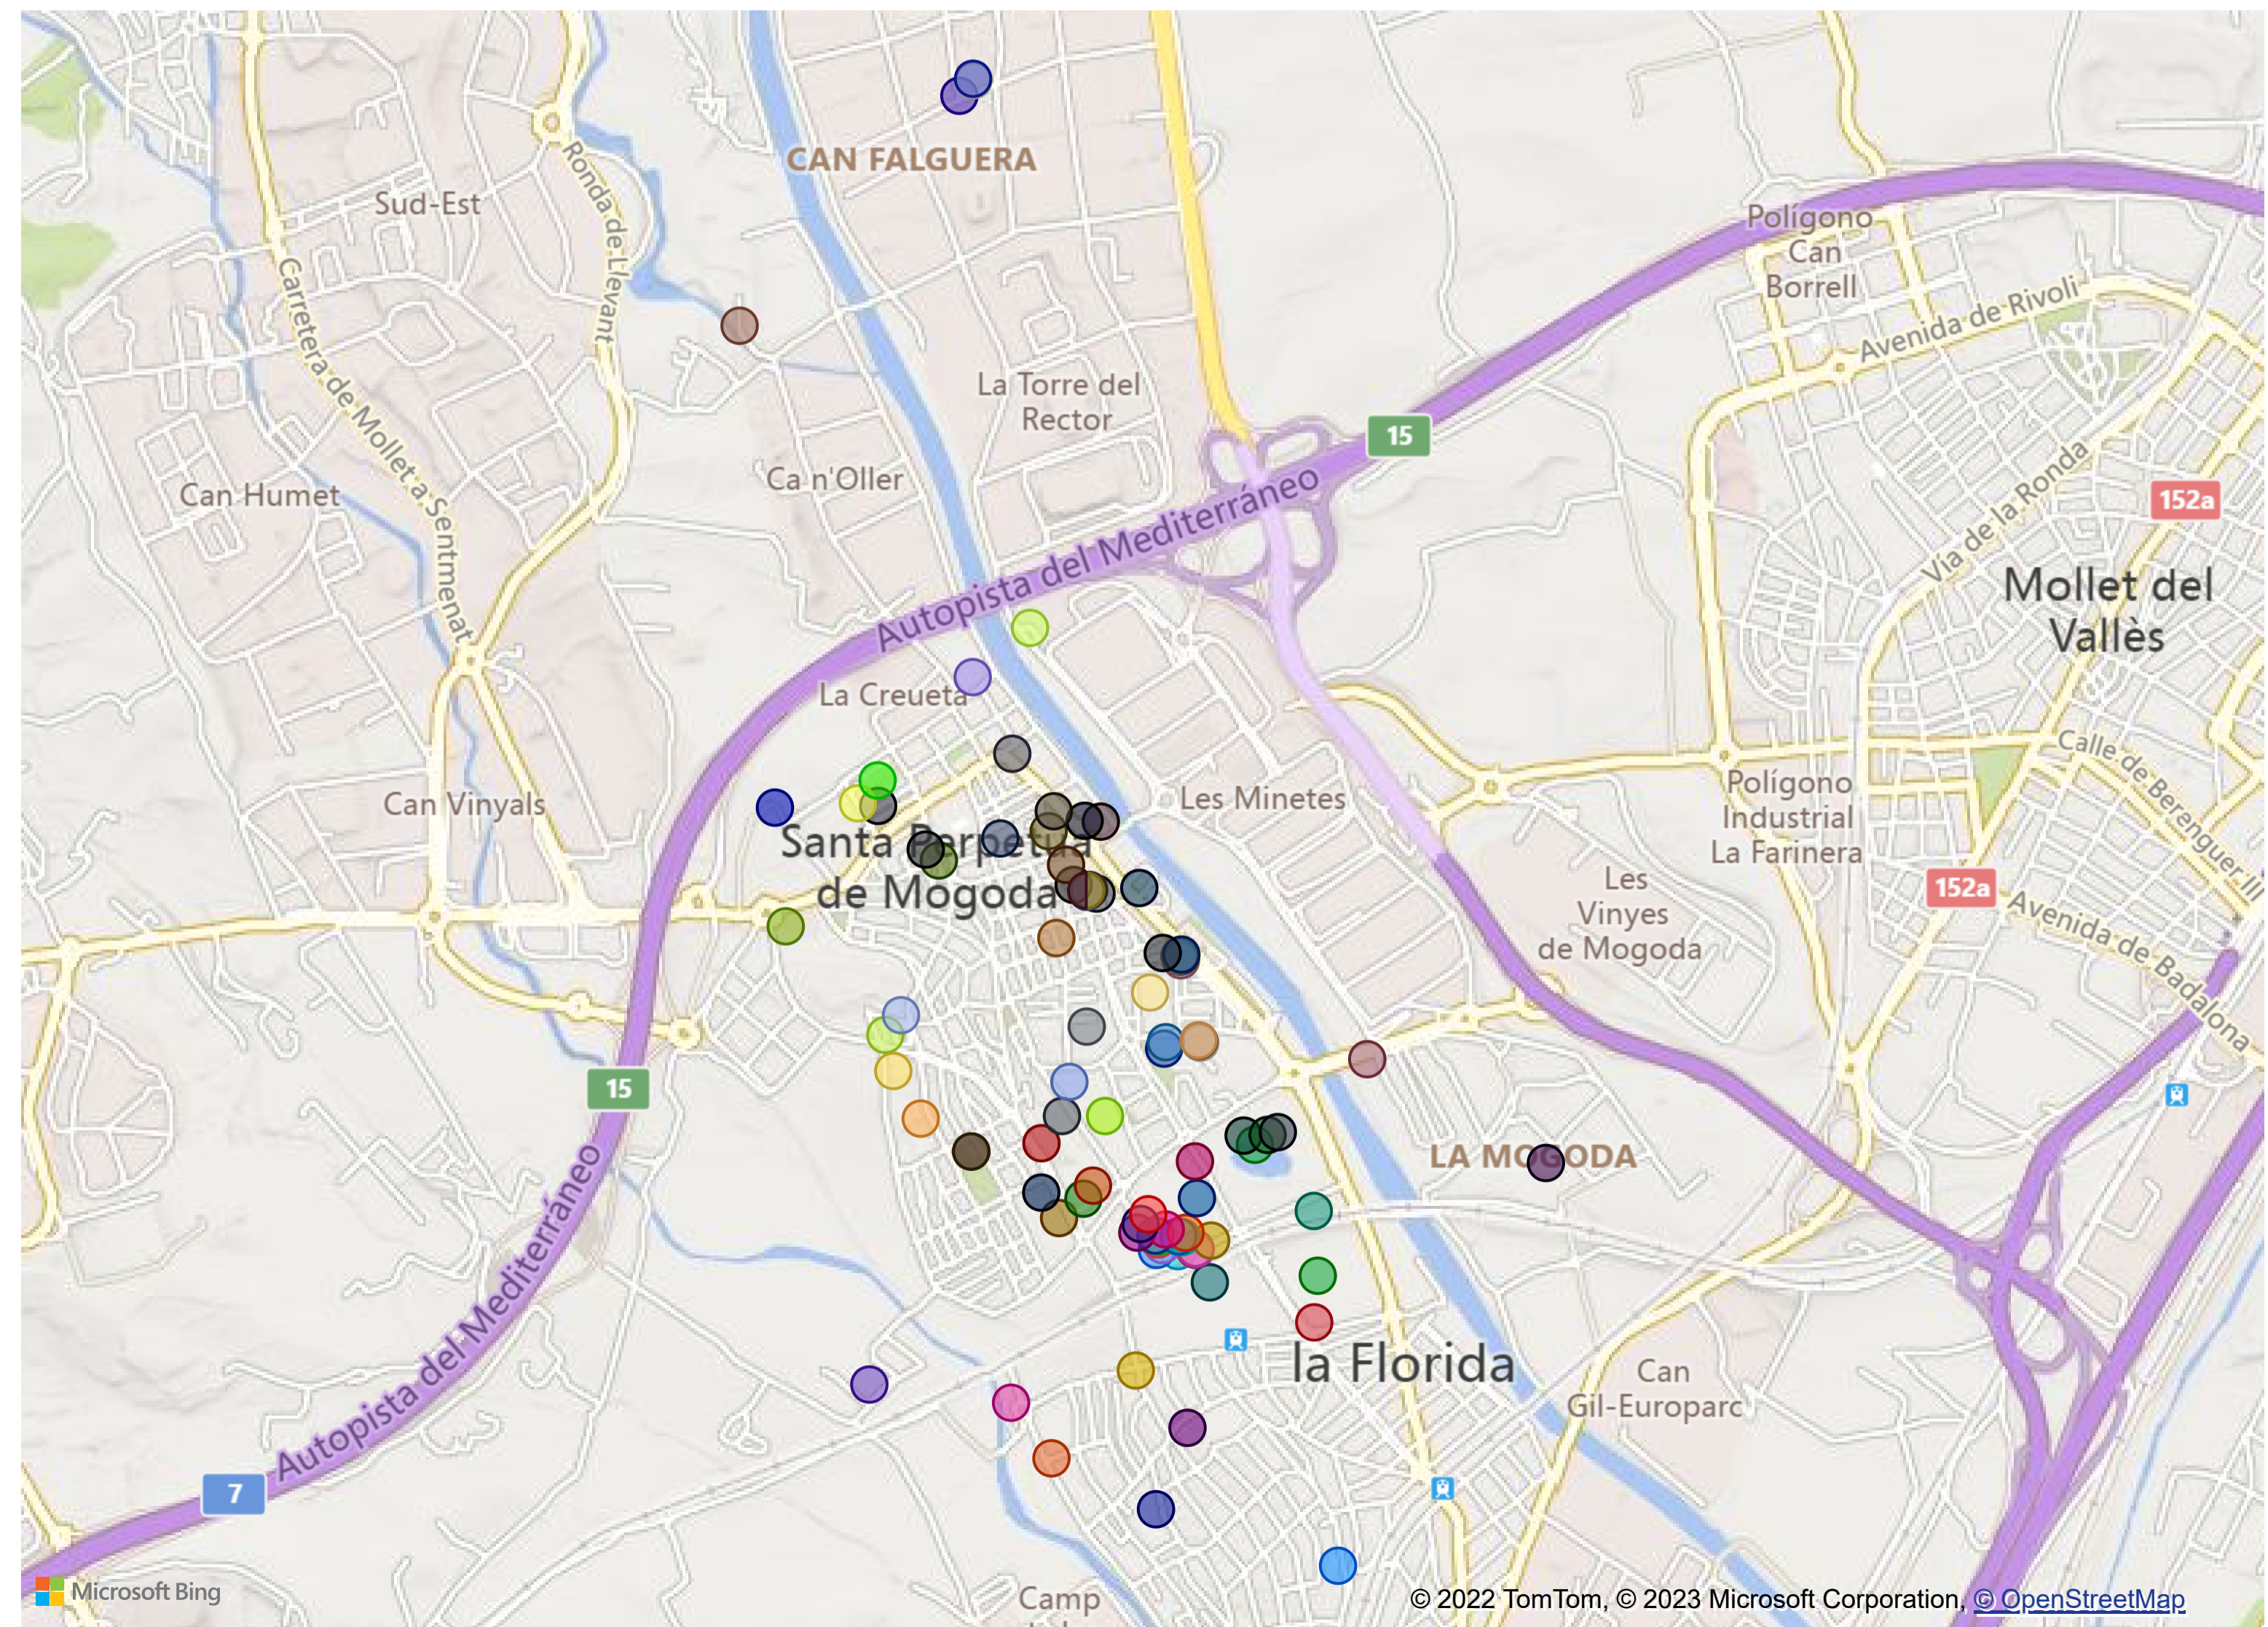 CAN FALGUERA
Sud-Est
Ronda de Llevant
Polígono
Can
Borrell
Carretera de Mollet a Sentmenat
Avenida de Rivoli
La Torre del
Rector
15
Ca n'Oller
Can Humet
152a
Vía de la Ronda
Autopista del Mediterráneo
Mollet del
Vallès
La Creueta
Calle de Berenguer III
Can Vinyals
Les Minetes
Polígono
Industrial
La Farinera
Santa Perpetua
de Mogoda
Les
Vinyes
de Mogoda
152a
Avenida de Badalona
15
LA MOGODA
Autopista del Mediterráneo
la Florida
Can
Gil-Europarc
7
Microsoft Bing
Camp
© 2022 TomTom, © 2023 Microsoft Corporation, © OpenStreetMap